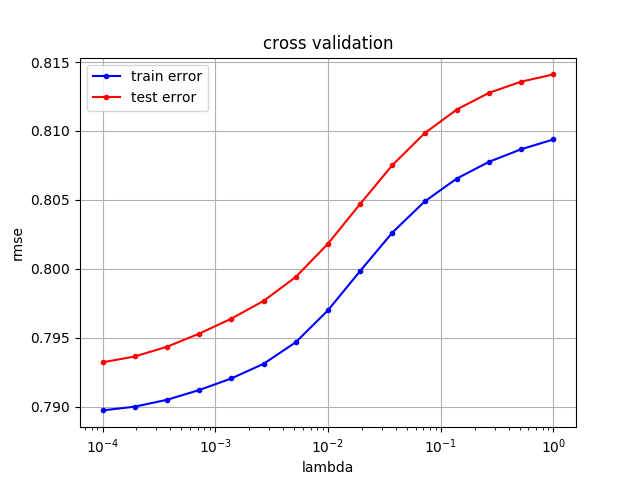 cross validation
train error
test error
0.815
0.810
0.805
0.800
0.795
0.790
rmse
10⁻⁴ 10⁻³ 10⁻² 10⁻¹ 10⁰
lambda